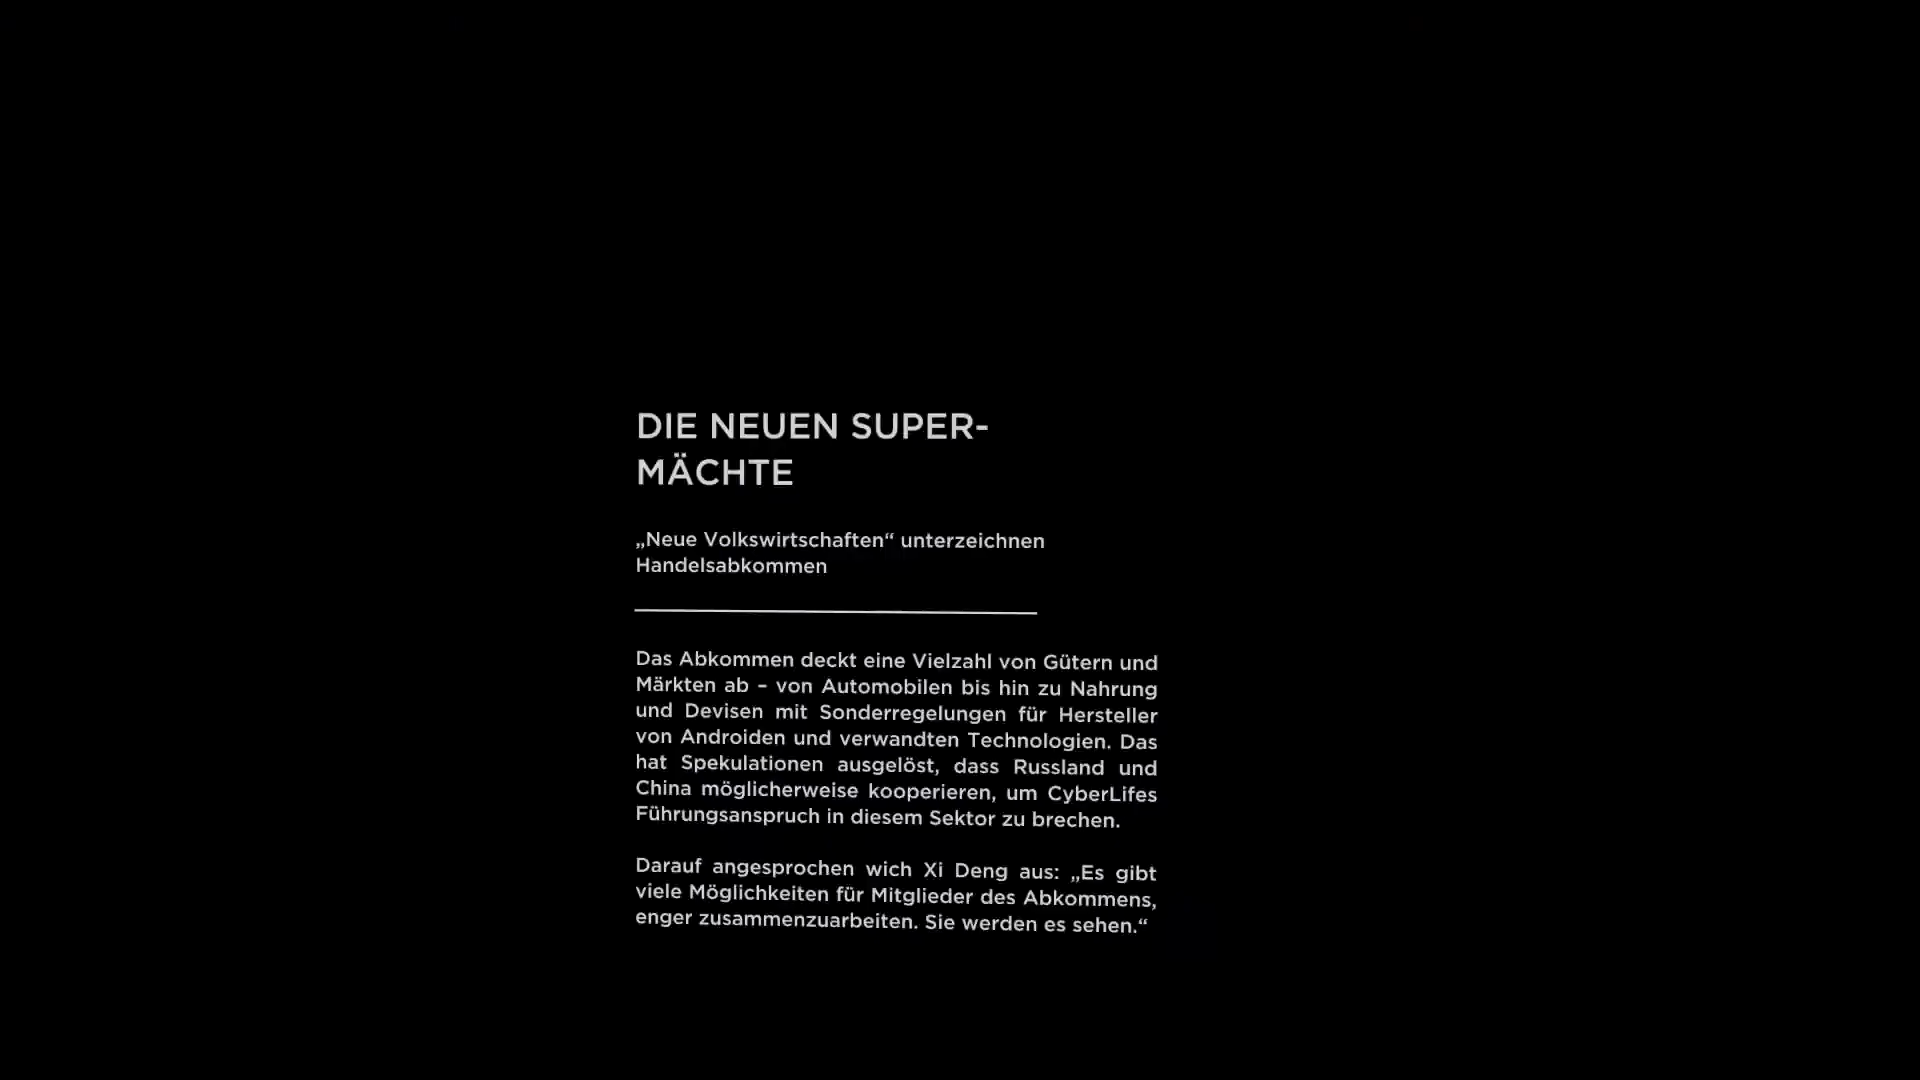 DIE NEUEN SUPER-
MÄCHTE
„Neue Volkswirtschaften“ unterzeichnen
Handelsabkommen
Das Abkommen deckt eine Vielzahl von Gütern und
Märkten ab – von Automobilen bis hin zu Nahrung
und Devisen mit Sonderregelungen für Hersteller
von Androiden und verwandten Technologien. Das
hat Spekulationen ausgelöst, dass Russland und
China möglicherweise kooperieren, um CyberLifes
Führungsanspruch in diesem Sektor zu brechen.
Darauf angesprochen wich Xi Deng aus: „Es gibt
viele Möglichkeiten für Mitglieder des Abkommens,
enger zusammenzuarbeiten. Sie werden es sehen.“